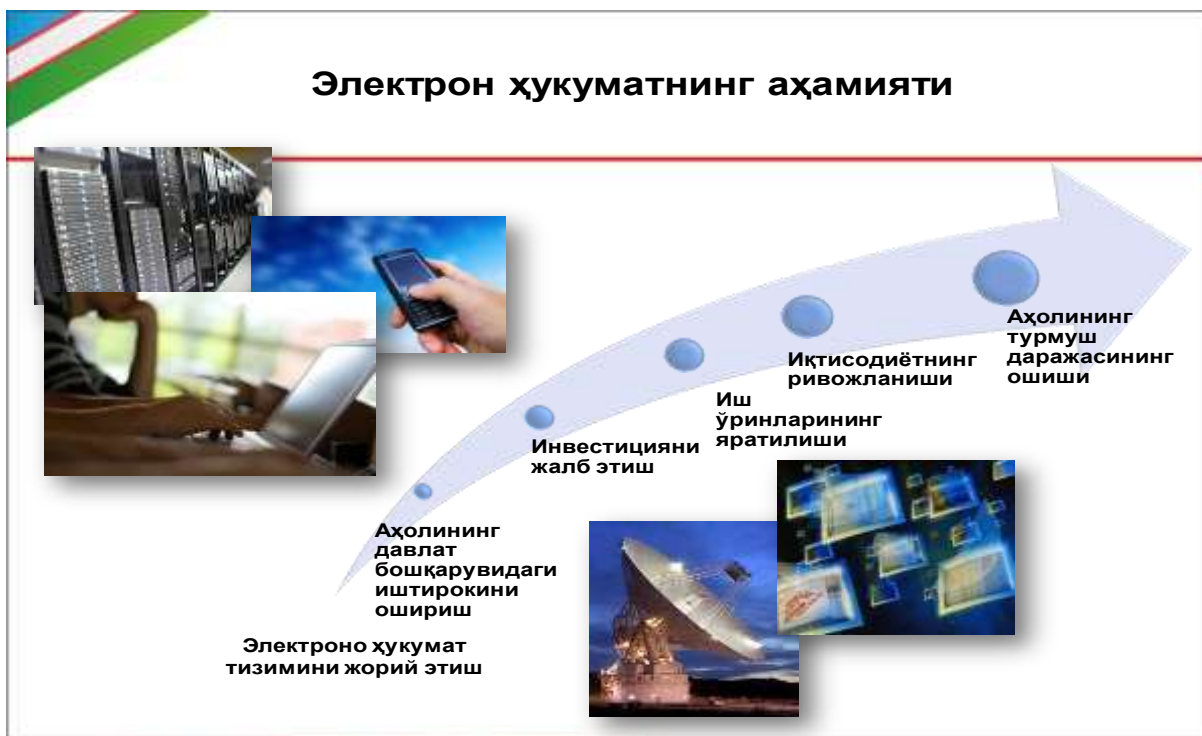 Электрон ҳукуматнинг аҳамияти
Аҳолининг
турмуш
даражасининг
ошиши
Иқтисодиётнинг
ривожланиши
Иш
ўринларининг
яратилиши
Инвестицияни
жалб этиш
Аҳолининг
давлат
бошқарувидаги
иштирокини
ошириш
Электроно ҳукумат
тизимини жорий этиш